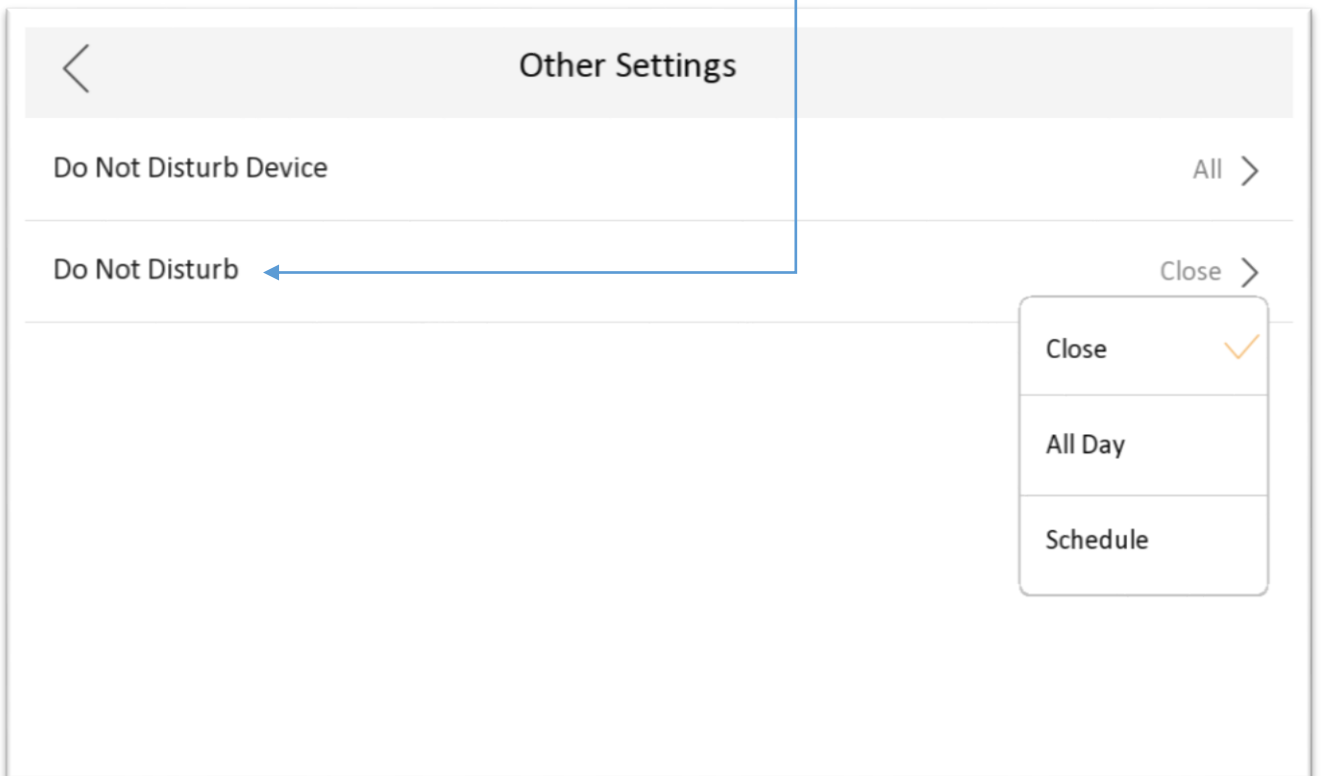 Other Settings
Do Not Disturb Device All
Do Not Disturb Close
Close
All Day
Schedule